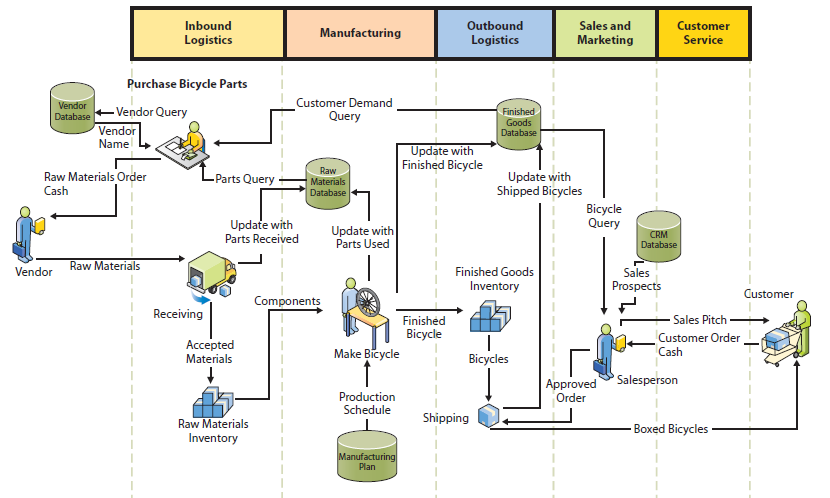 Inbound
Logistics
Manufacturing
Outbound
Logistics
Sales and
Marketing
Customer
Service
Purchase Bicycle Parts
Vendor
Database
Vendor Query
Vendor
Name
Customer Demand
Query
Finished
Goods
Database
Update with
Finished Bicycle
Raw Materials Order
Cash
Parts Query
Raw
Materials
Database
Update with
Shipped Bicycles
Bicycle
Query
Update with
Parts Received
Update with
Parts Used
CRM
Database
Vendor
Raw Materials
Finished Goods
Inventory
Sales
Prospects
Customer
Receiving
Components
Finished
Bicycle
Sales Pitch
Customer Order
Cash
Accepted
Materials
Make Bicycle
Bicycles
Salesperson
Approved
Order
Production
Schedule
Raw Materials
Inventory
Shipping
Boxed Bicycles
Manufacturing
Plan